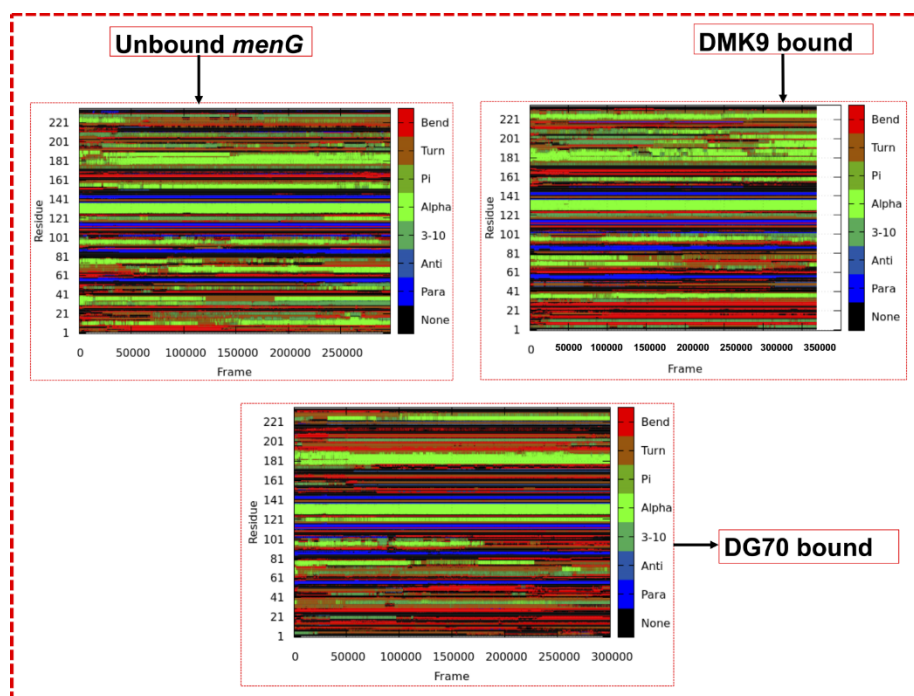 Unbound menG
DMK9 bound
221
201
181
161
141
121
101
81
61
41
21
1
Residue
0 50000 100000 150000 200000 250000
Frame
Bend
Turn
Pi
Alpha
3-10
Anti
Para
None
221
201
181
161
141
121
101
81
61
41
21
1
Residue
0 50000 100000 150000 200000 250000 300000 350000
Frame
Bend
Turn
Pi
Alpha
3-10
Anti
Para
None
221
201
181
161
141
121
101
81
61
41
21
1
Residue
0 50000 100000 150000 200000 250000 300000
Frame
Bend
Turn
Pi
Alpha
3-10
Anti
Para
None
DG70 bound